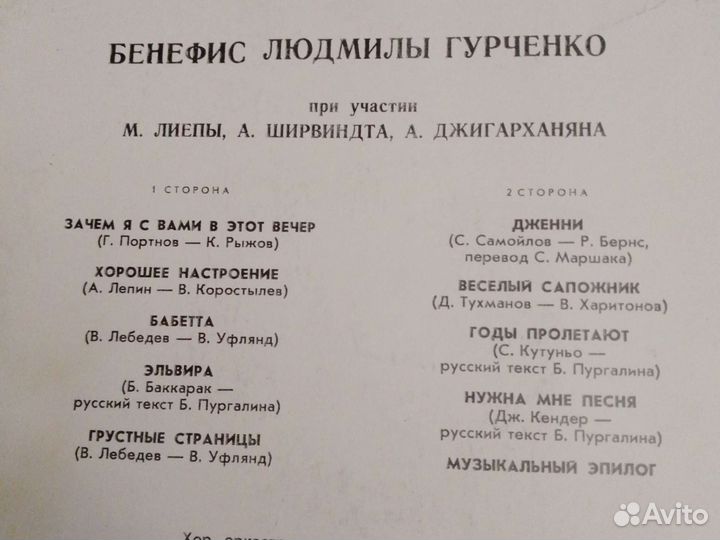 БЕНЕФИС ЛЮДМИЛЫ ГУРЧЕНКО
при участии
М. ЛИЕПЫ, А. ШИРВИНДТА, А. ДЖИГАРХАНЯНА
1 СТОРОНА
ЗАЧЕМ Я С ВАМИ В ЭТОТ ВЕЧЕР
(Г. Портнов — К. Рыжов)
ХОРОШЕЕ НАСТРОЕНИЕ
(А. Лепин — В. Коростылев)
БАБЕТТА
(В. Лебедев — В. Уфлянд)
ЭЛЬВИРА
(Б. Баккарак —
русский текст Б. Пургалина)
ГРУСТНЫЕ СТРАНИЦЫ
(В. Лебедев — В. Уфлянд)
2 СТОРОНА
ДЖЕННИ
(С. Самойлов — Р. Бернс,
перевод С. Маршака)
ВЕСЕЛЫЙ САПОЖНИК
(Д. Тухманов — В. Харитонов)
ГОДЫ ПРОЛЕТАЮТ
(С. Кутуньо —
русский текст Б. Пургалина)
НУЖНА МНЕ ПЕСНЯ
(Дж. Кендер —
русский текст Б. Пургалина)
МУЗЫКАЛЬНЫЙ ЭПИЛОГ
Avito